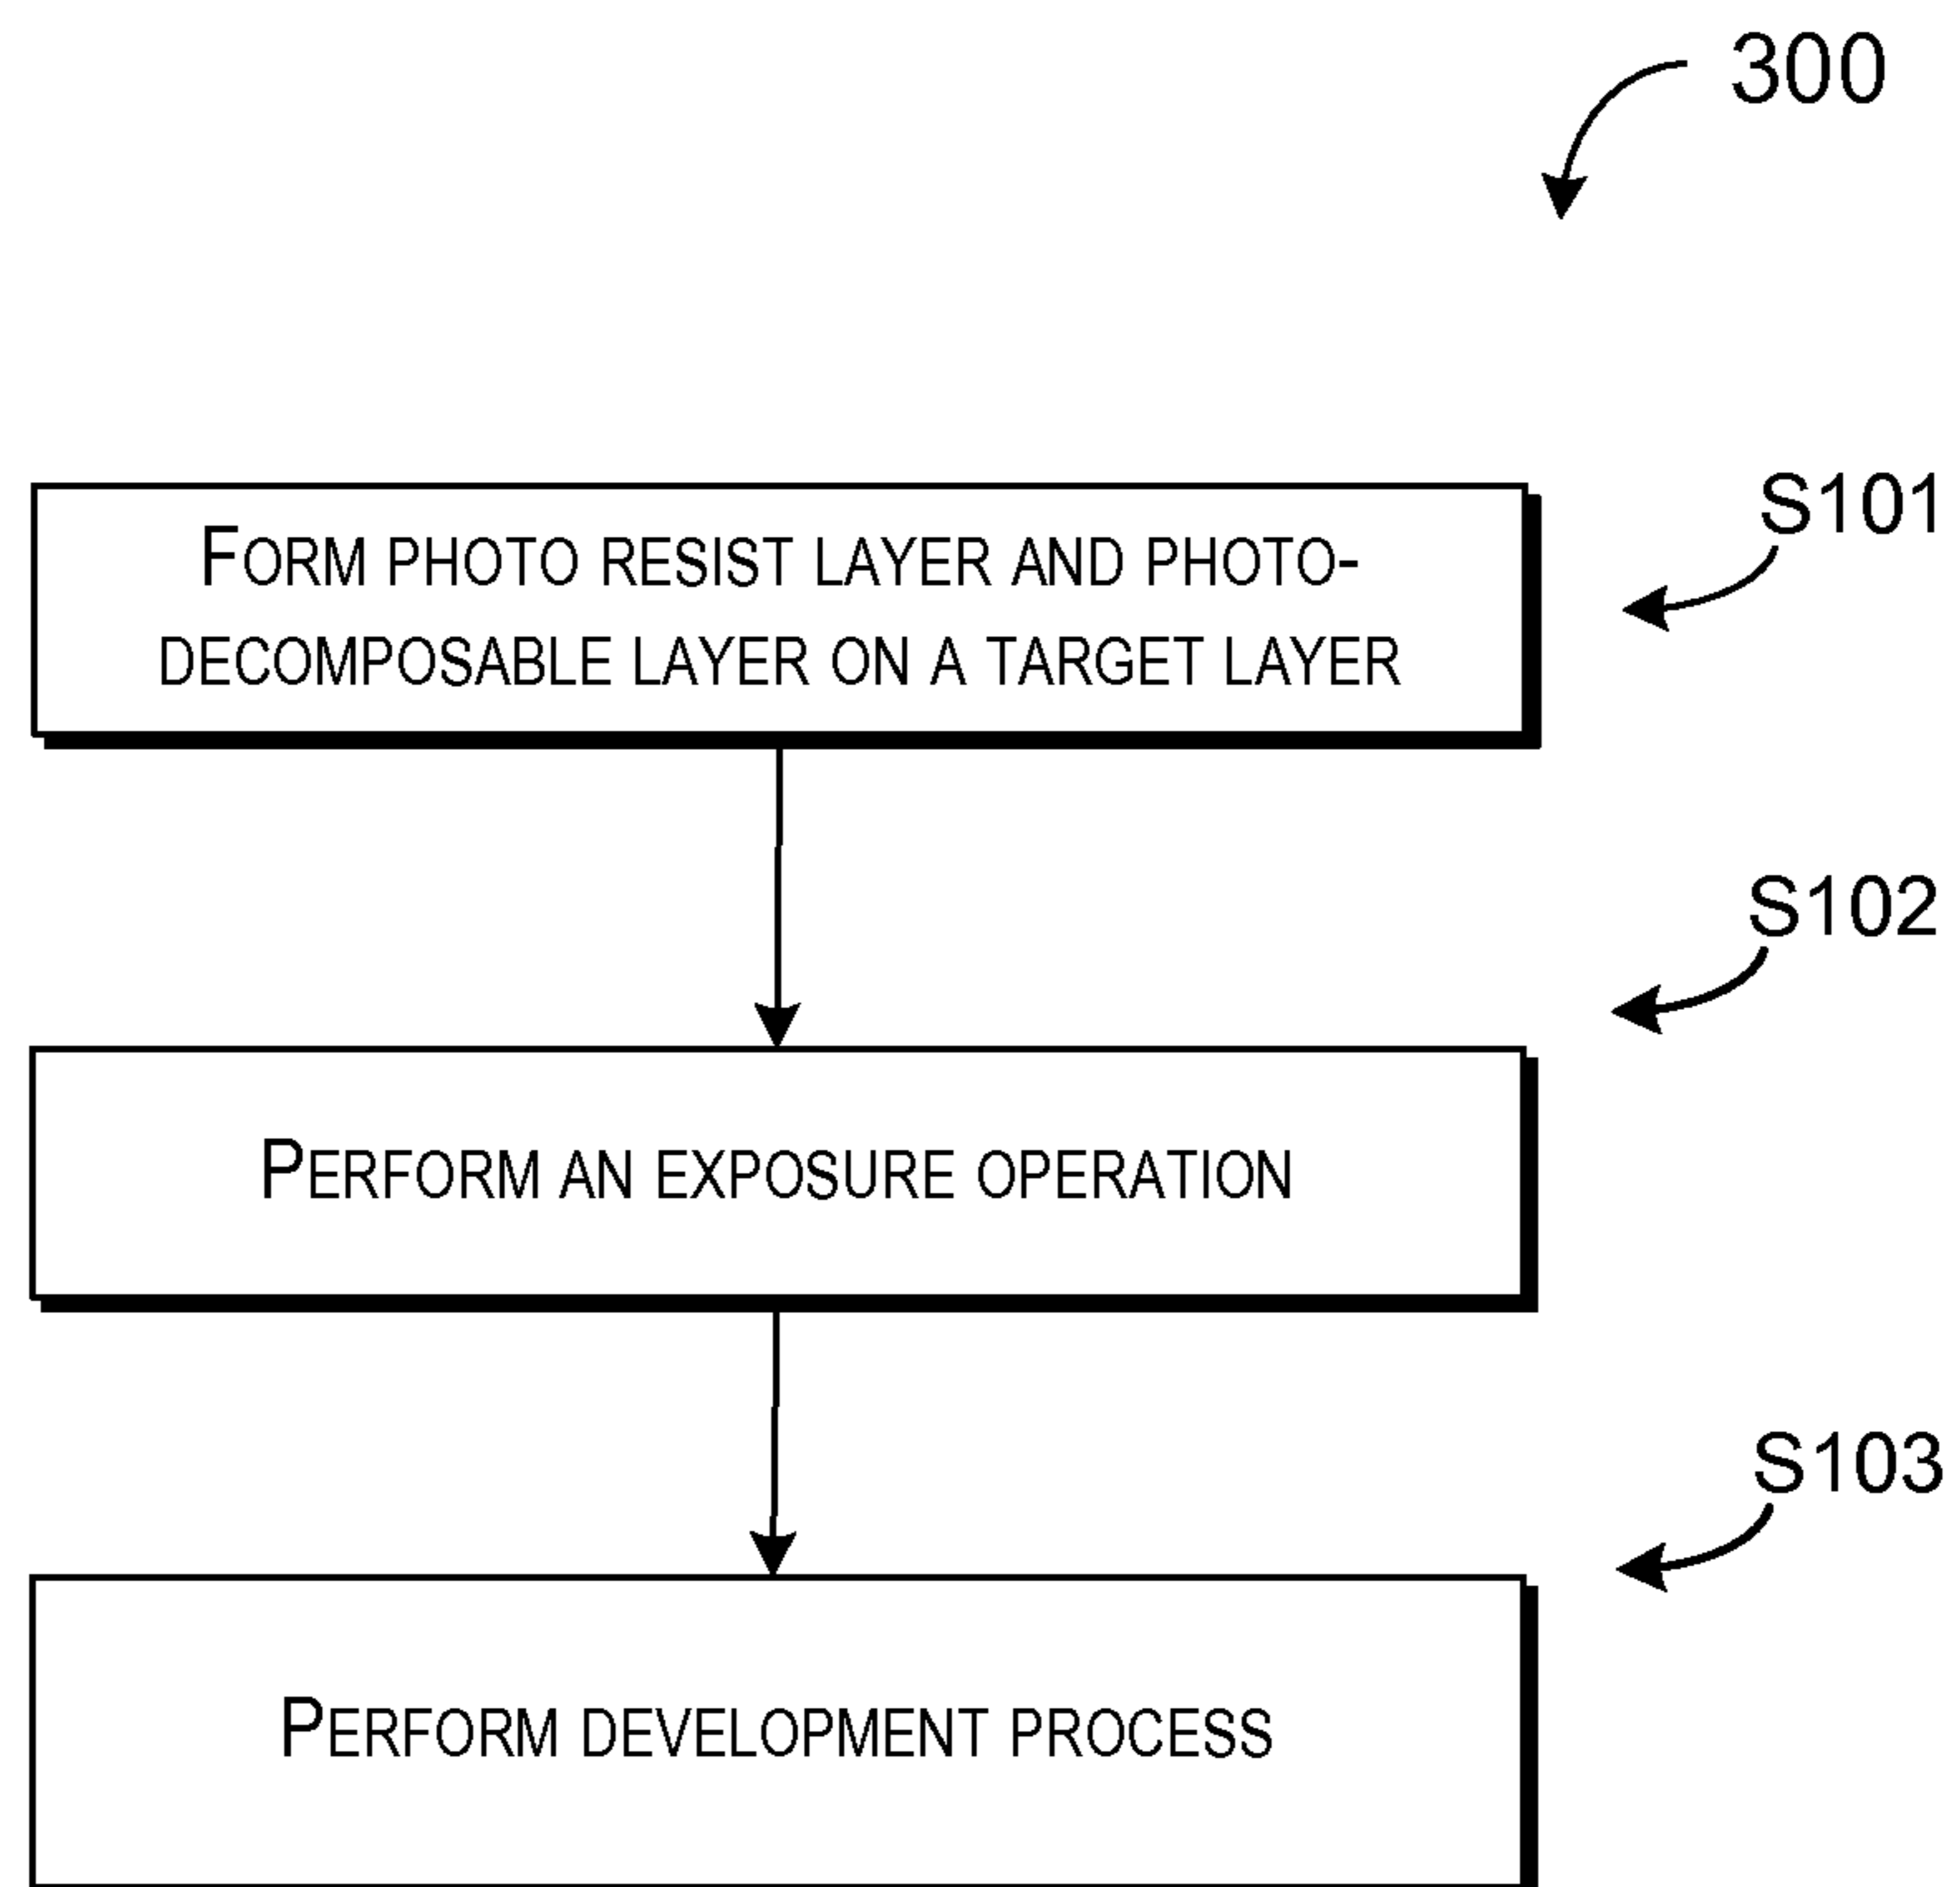 300
S101
FORM PHOTO RESIST LAYER AND PHOTO-
DECOMPOSABLE LAYER ON A TARGET LAYER
S102
PERFORM AN EXPOSURE OPERATION
S103
PERFORM DEVELOPMENT PROCESS